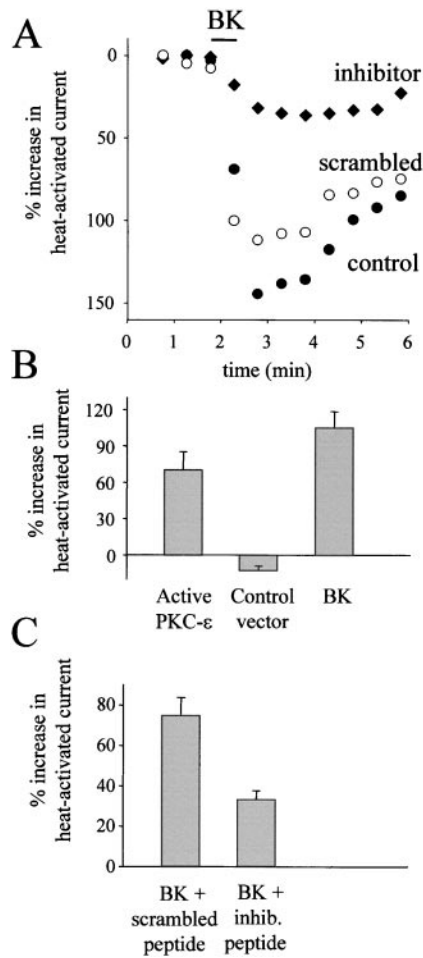 A
BK
% increase in
heat-activated current
0
50
100
150
inhibitor
scrambled
control
0 1 2 3 4 5 6
time (min)
B
% increase in
heat-activated current
120
90
60
30
0
Active
PKC-ε
Control
vector
BK
C
% increase in
heat-activated current
80
60
40
20
0
BK +
scrambled
peptide
BK +
inhib.
peptide